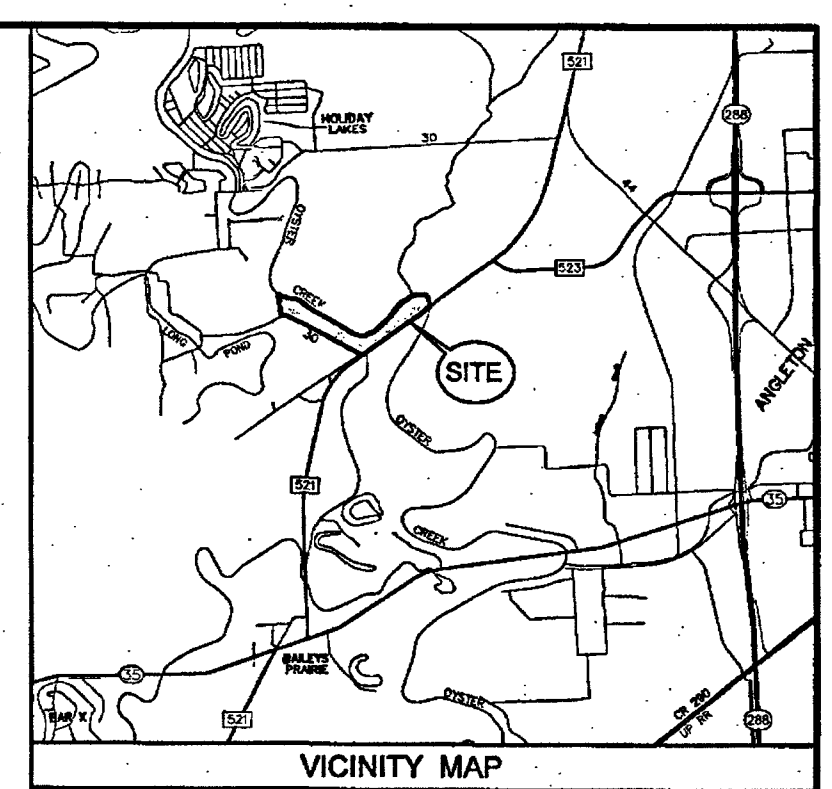 521
288
HOLIDAY
LAKES
30
44
OYSTER
523
CREEK
LONG
POND
30
SITE
ANGLETON
OYSTER
521
35
CREEK
BAILEYS
PRAIRIE
35
OYSTER
CR 290
UP RR
BAR X
521
288
VICINITY MAP